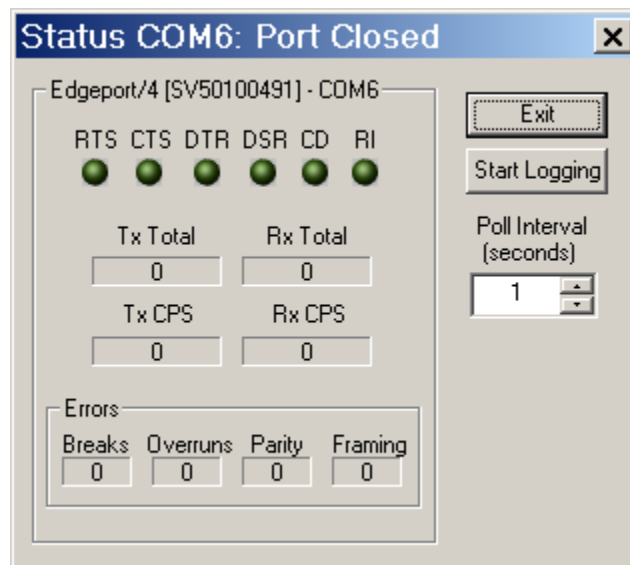 Status COM6: Port Closed
Edgeport/4 [SV50100491] - COM6
RTS CTS DTR DSR CD RI
Tx Total Rx Total
0 0
Tx CPS Rx CPS
0 0
Errors
Breaks Overruns Parity Framing
0 0 0 0
Exit
Start Logging
Poll Interval
(seconds)
1